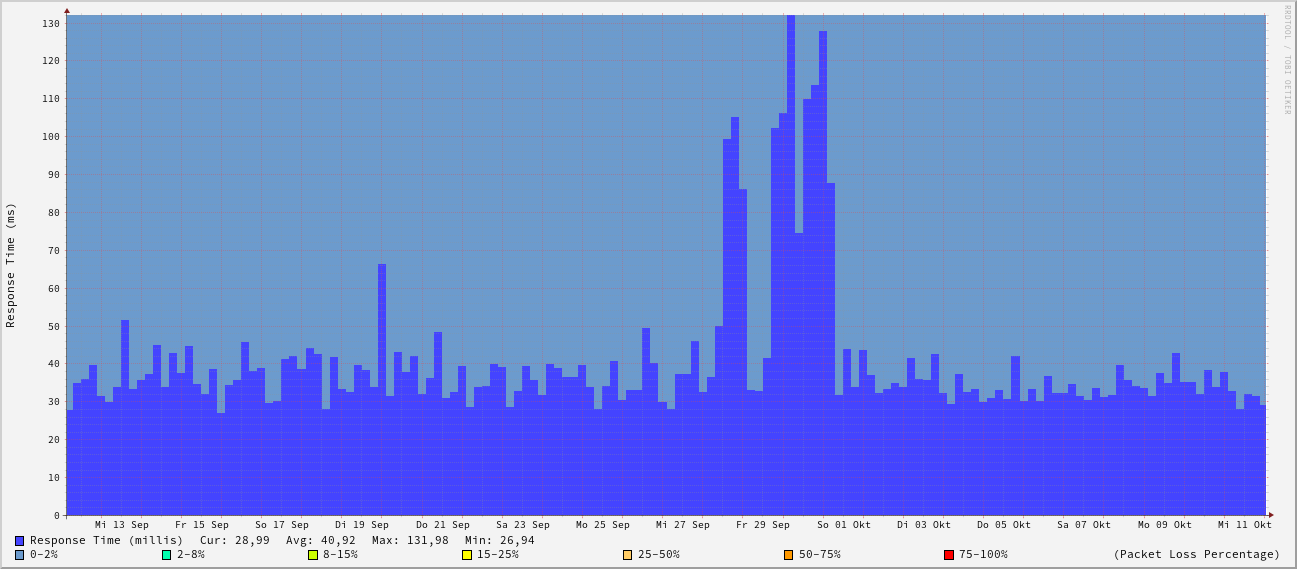 RRDTOOL / TOBI OETIKER
Response Time (ms)
130
120
110
100
90
80
70
60
50
40
30
20
10
0
Mi 13 Sep Fr 15 Sep So 17 Sep Di 19 Sep Do 21 Sep Sa 23 Sep Mo 25 Sep Mi 27 Sep Fr 29 Sep So 01 Okt Di 03 Okt Do 05 Okt Sa 07 Okt Mo 09 Okt Mi 11 Okt
Response Time (millis) Cur: 28,99 Avg: 40,92 Max: 131,98 Min: 26,94
0-2% 2-8% 8-15% 15-25% 25-50% 50-75% 75-100% (Packet Loss Percentage)